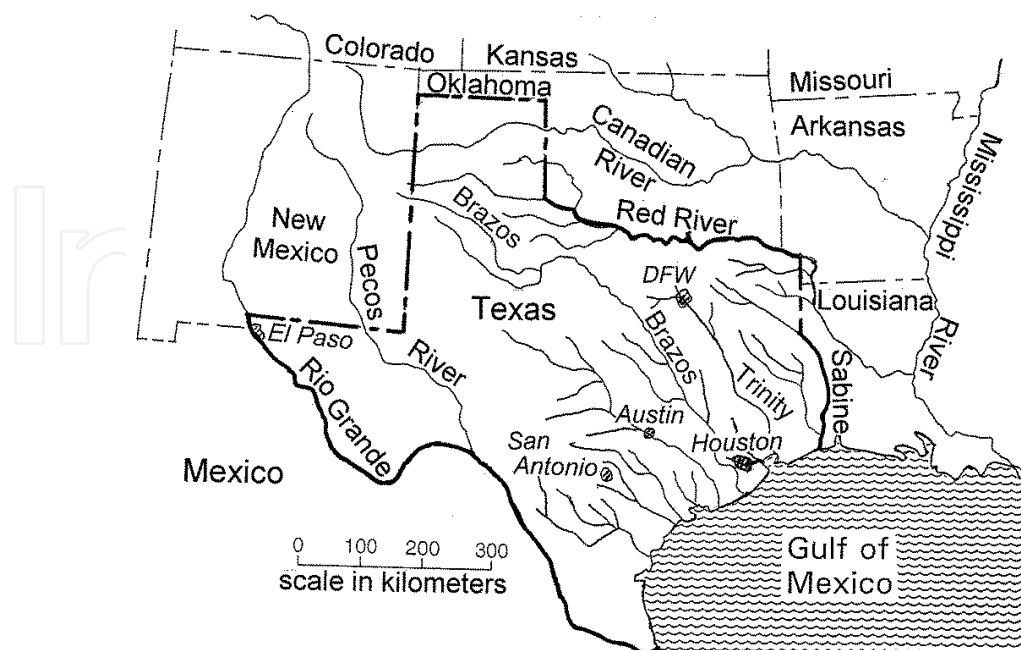 Colorado
Kansas
Oklahoma
Missouri
Arkansas
Canadian
River
Mississippi
River
Red River
New
Mexico
Pecos
River
Brazos
DFW
Louisiana
Texas
El Paso
Brazos
Rio Grande
Trinity
Sabine
Austin
Houston
San
Antonio
Mexico
Gulf of
Mexico
0 100 200 300
scale in kilometers
In